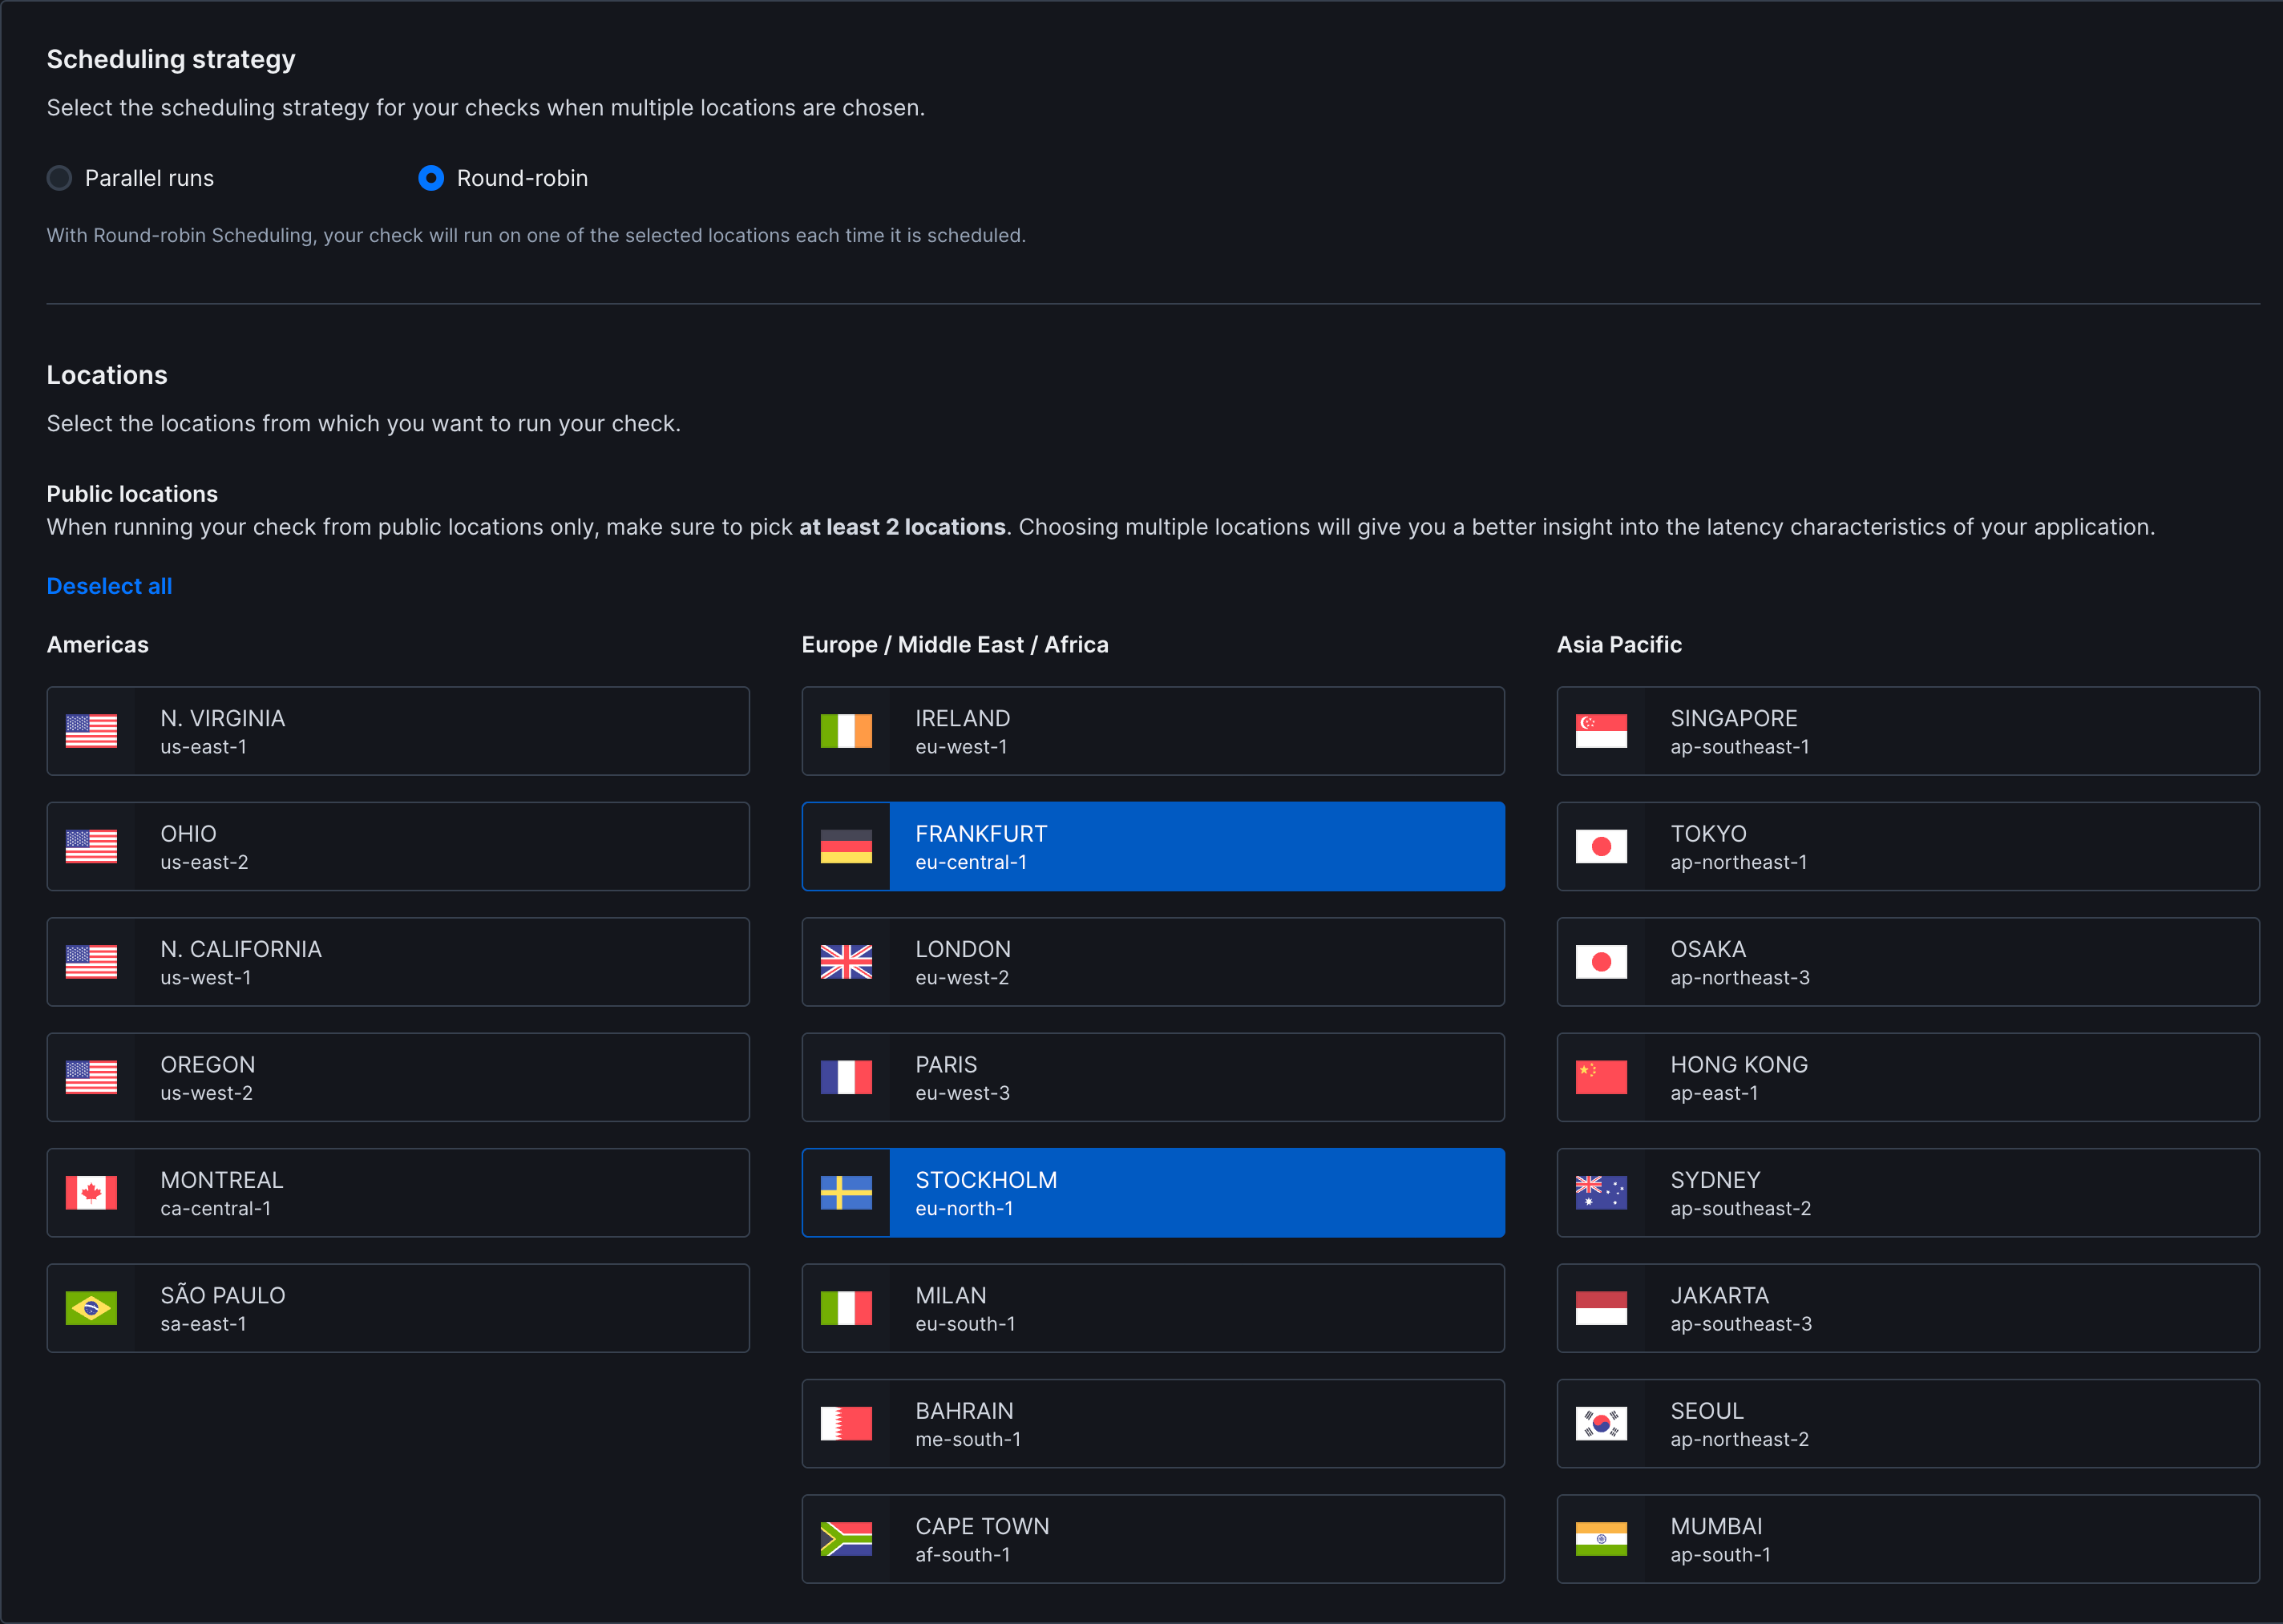 Scheduling strategy
Select the scheduling strategy for your checks when multiple locations are chosen.
Parallel runs
Round-robin
With Round-robin Scheduling, your check will run on one of the selected locations each time it is scheduled.
Locations
Select the locations from which you want to run your check.
Public locations
When running your check from public locations only, make sure to pick at least 2 locations. Choosing multiple locations will give you a better insight into the latency characteristics of your application.
Deselect all
Americas
N. VIRGINIA
us-east-1
OHIO
us-east-2
N. CALIFORNIA
us-west-1
OREGON
us-west-2
MONTREAL
ca-central-1
SÃO PAULO
sa-east-1
Europe / Middle East / Africa
IRELAND
eu-west-1
FRANKFURT
eu-central-1
LONDON
eu-west-2
PARIS
eu-west-3
STOCKHOLM
eu-north-1
MILAN
eu-south-1
BAHRAIN
me-south-1
CAPE TOWN
af-south-1
Asia Pacific
SINGAPORE
ap-southeast-1
TOKYO
ap-northeast-1
OSAKA
ap-northeast-3
HONG KONG
ap-east-1
SYDNEY
ap-southeast-2
JAKARTA
ap-southeast-3
SEOUL
ap-northeast-2
MUMBAI
ap-south-1